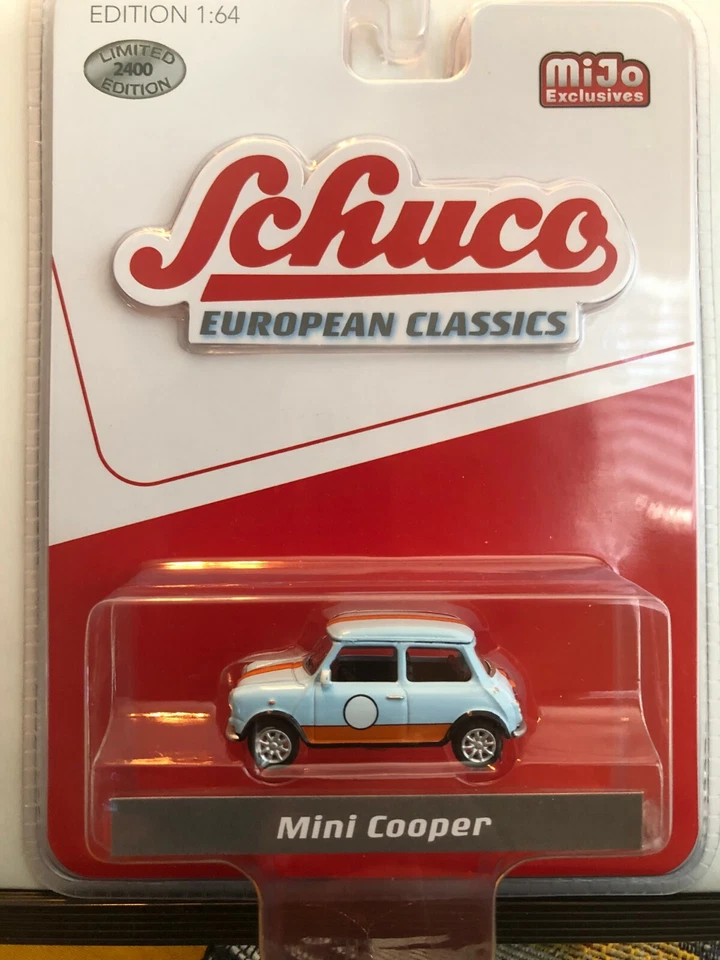 EDITION 1:64
LIMITED
2400
EDITION
MiJo
Exclusives
Schuco
EUROPEAN CLASSICS
Mini Cooper